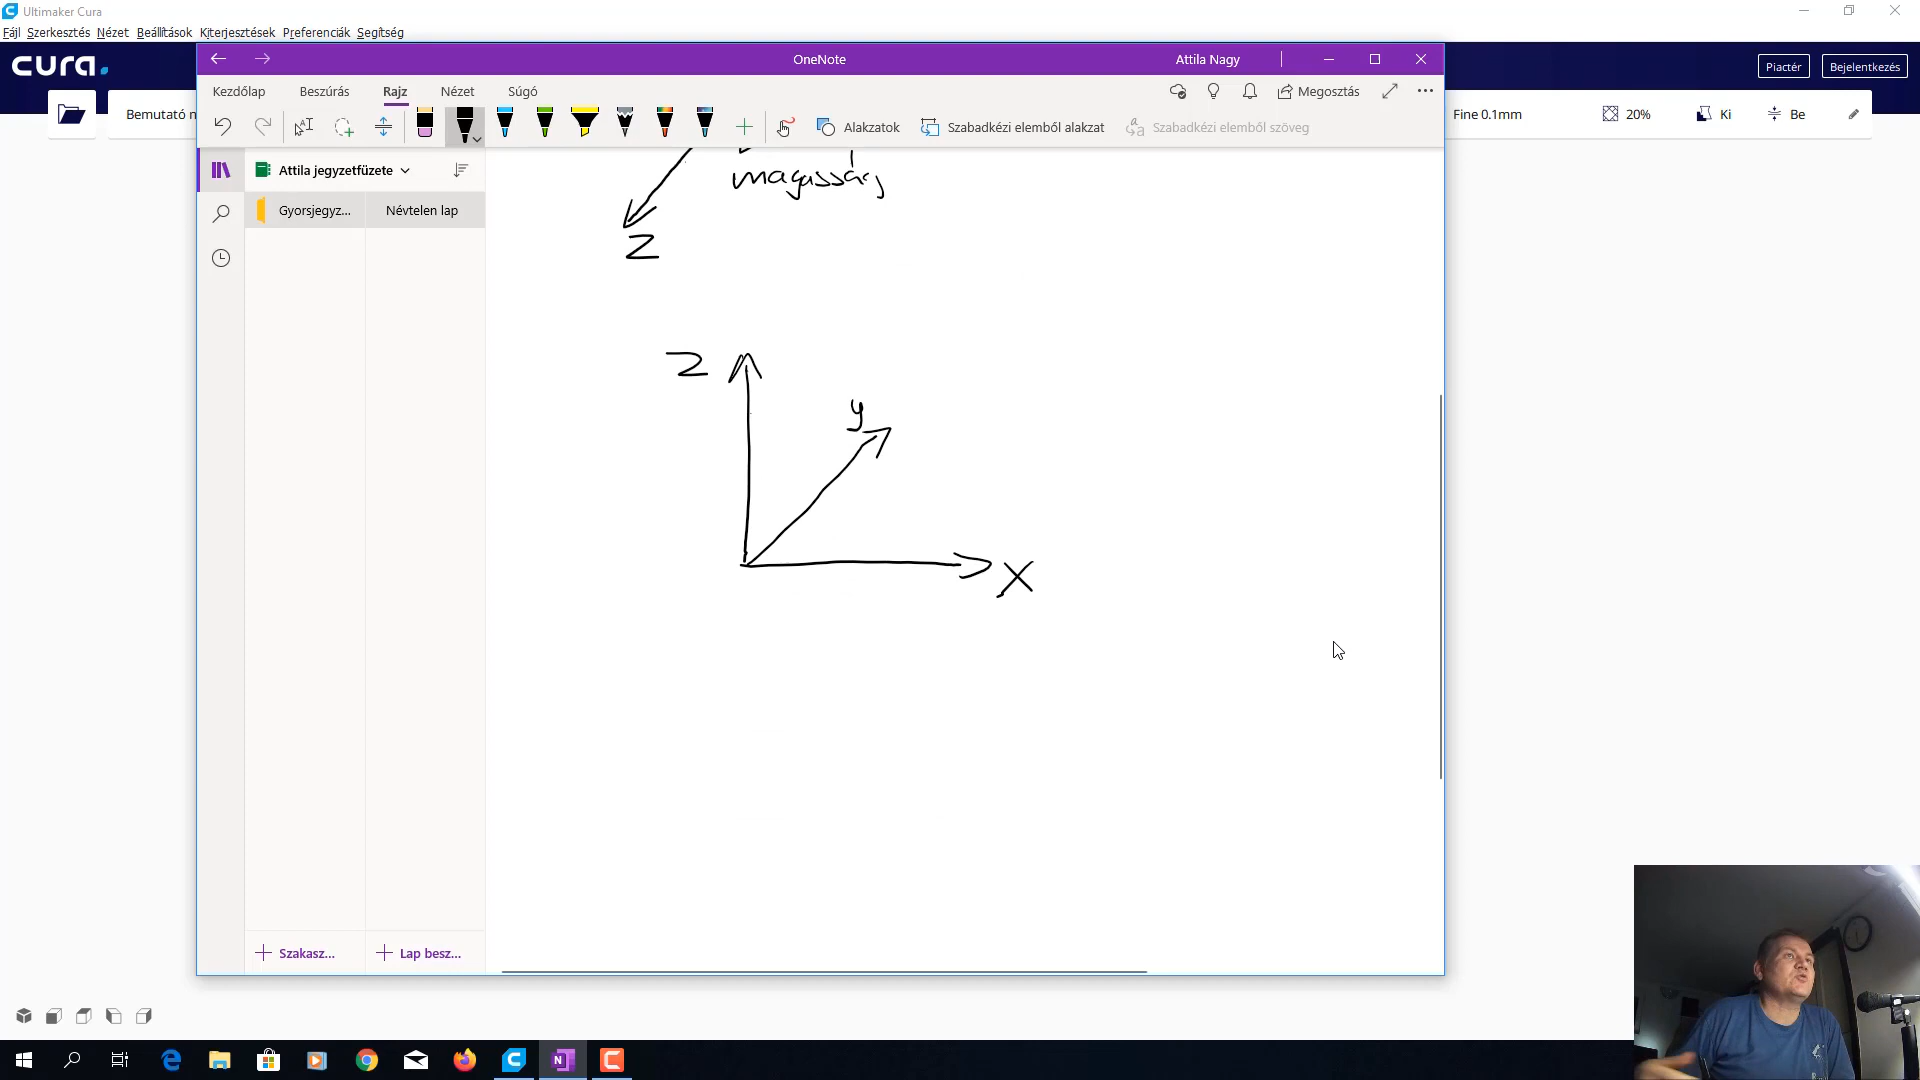 Ultimaker Cura
Fájl Szerkesztés Nézet Beállítások Kiterjesztések Preferenciák Segítség
cura.
Piactér
Bejelentkezés
OneNote
Attila Nagy
Kezdőlap Beszúrás Rajz Nézet Súgó
Megosztás
Bemutató n
Alakzatok
Szabadkézi elemből alakzat
Szabadkézi elemből szöveg
Fine 0.1mm
20%
Ki
Be
Attila jegyzetfüzete
Gyorsjegyz...
Névtelen lap
magasság
Z
Z
y
X
Szakasz...
Lap besz...